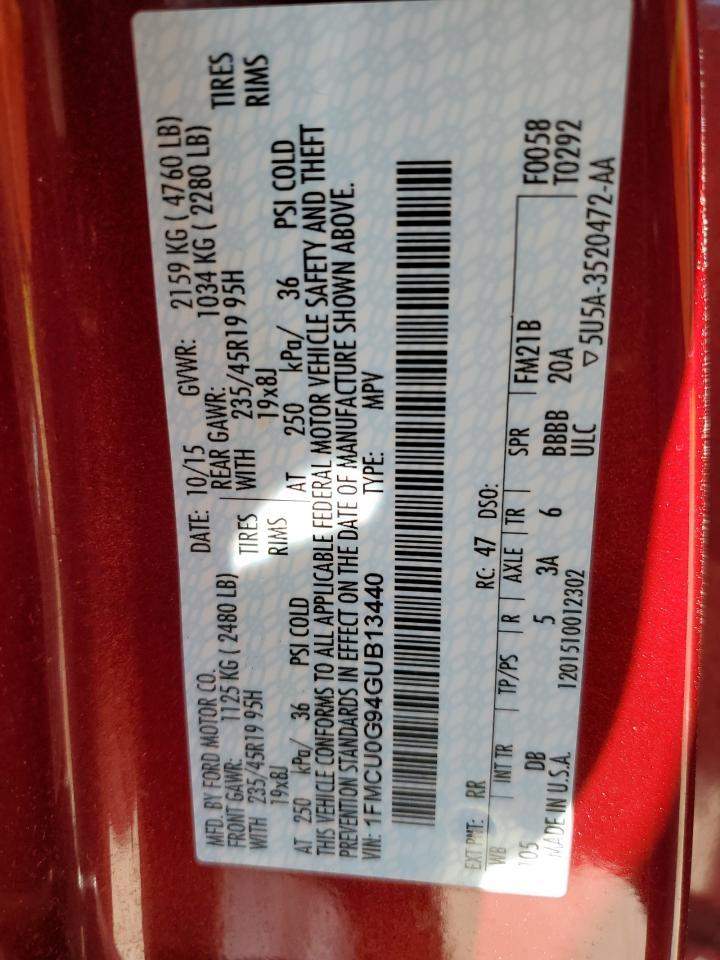 MFD. BY FORD MOTOR CO.
DATE: 10/15 GVWR: 2159 KG ( 4760 LB)
FRONT GAWR: 1125 KG ( 2480 LB) REAR GAWR: 1034 KG ( 2280 LB)
WITH 235/45R19 95H TIRES WITH 235/45R19 95H TIRES
19x8J RIMS 19x8J RIMS
AT 250 kPa/ 36 PSI COLD AT 250 kPa/ 36 PSI COLD
THIS VEHICLE CONFORMS TO ALL APPLICABLE FEDERAL MOTOR VEHICLE SAFETY AND THEFT
PREVENTION STANDARDS IN EFFECT ON THE DATE OF MANUFACTURE SHOWN ABOVE.
VIN: 1FMCU0G94GUB13440 TYPE: MPV
EXT PNT: RR RC: 47 DSO: F0058
WB INT TR TP/PS R AXLE TR SPR FM21B T0292
105 DB 5 3A 6 BBBB 20A
MADE IN U.S.A. 1201510012302 ULC ▽5U5A-3520472-AA